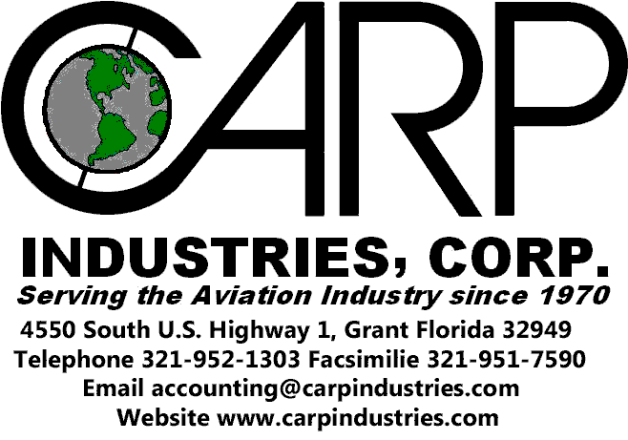 CARP
INDUSTRIES, CORP.
Serving the Aviation Industry since 1970
4550 South U.S. Highway 1, Grant Florida 32949
Telephone 321-952-1303 Facsimilie 321-951-7590
Email accounting@carpindustries.com
Website www.carpindustries.com